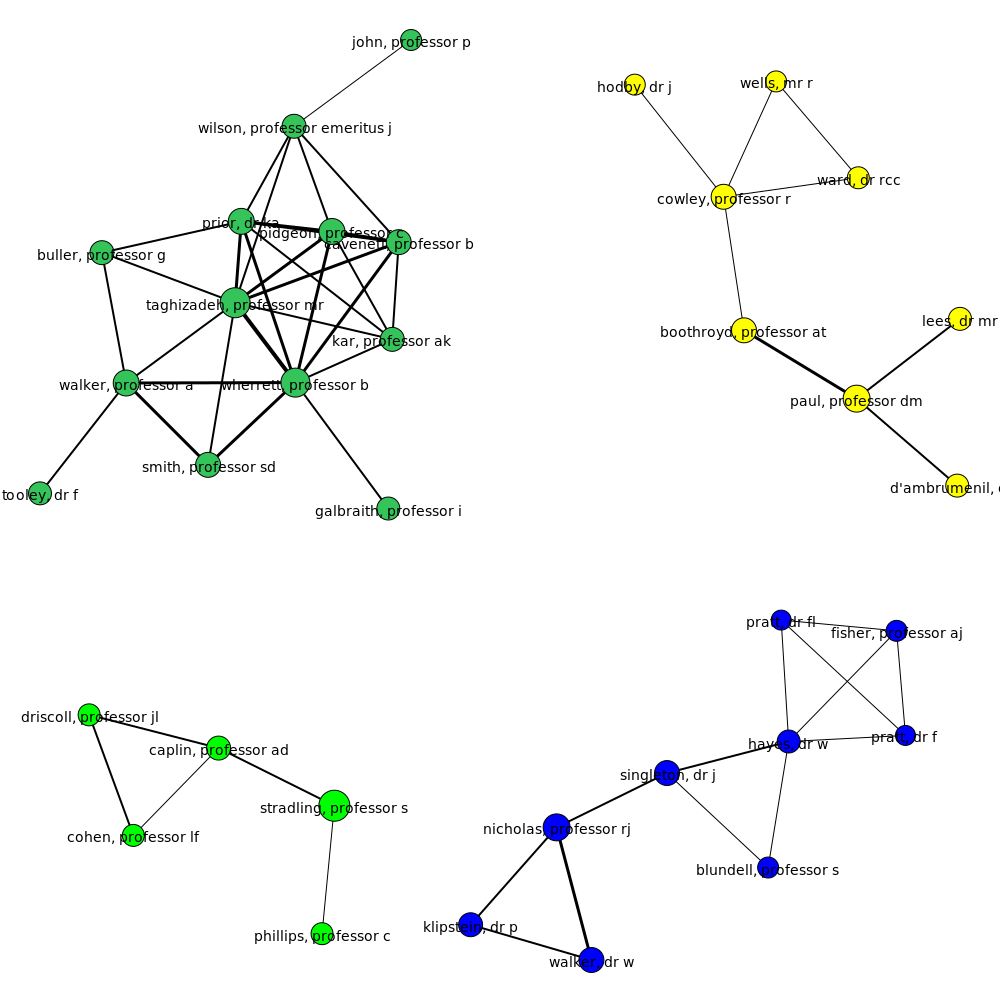 john, professor p
wilson, professor emeritus j
prior, dr ka
pidgeon, professor c
cavenett, professor b
buller, professor g
taghizadeh, professor mr
kar, professor ak
walker, professor a
wherrett, professor b
smith, professor sd
tooley, dr f
galbraith, professor i
hodby, dr j
wells, mr r
ward, dr rcc
cowley, professor r
boothroyd, professor at
lees, dr mr
paul, professor dm
d'ambrumenil,
driscoll, professor jl
caplin, professor ad
stradling, professor s
cohen, professor lf
phillips, professor c
pratt, dr fl
fisher, professor aj
hayes, dr w
pratt, dr f
singleton, dr j
nicholas, professor rj
blundell, professor s
klipstein, dr p
walker, dr w